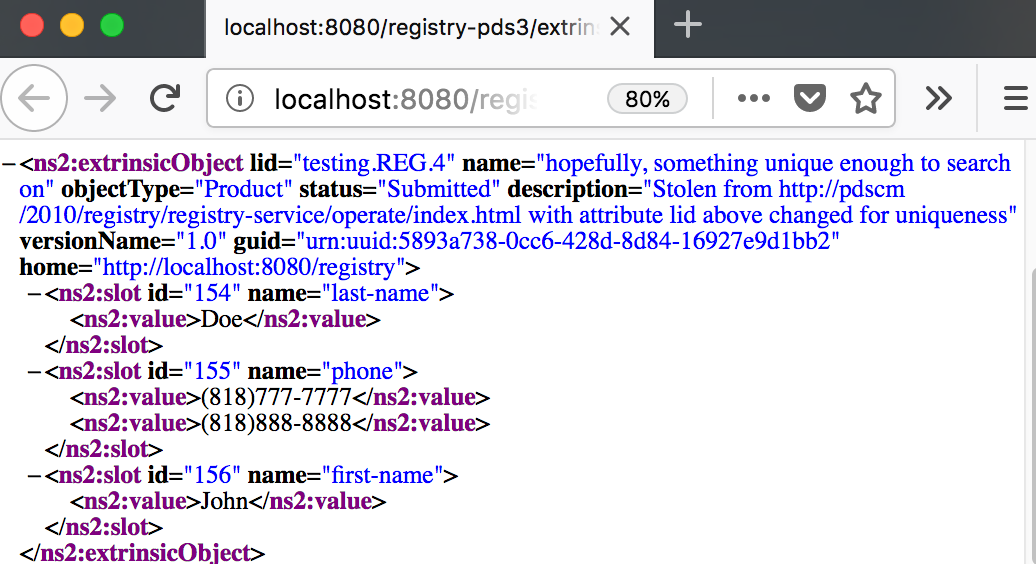 localhost:8080/registry-pds3/extrins
localhost:8080/regis
80%
–<ns2:extrinsicObject lid="testing.REG.4" name="hopefully, something unique enough to search
on" objectType="Product" status="Submitted" description="Stolen from http://pdscm
/2010/registry/registry-service/operate/index.html with attribute lid above changed for uniqueness"
versionName="1.0" guid="urn:uuid:5893a738-0cc6-428d-8d84-16927e9d1bb2"
home="http://localhost:8080/registry">
–<ns2:slot id="154" name="last-name">
<ns2:value>Doe</ns2:value>
</ns2:slot>
–<ns2:slot id="155" name="phone">
<ns2:value>(818)777-7777</ns2:value>
<ns2:value>(818)888-8888</ns2:value>
</ns2:slot>
–<ns2:slot id="156" name="first-name">
<ns2:value>John</ns2:value>
</ns2:slot>
</ns2:extrinsicObject>